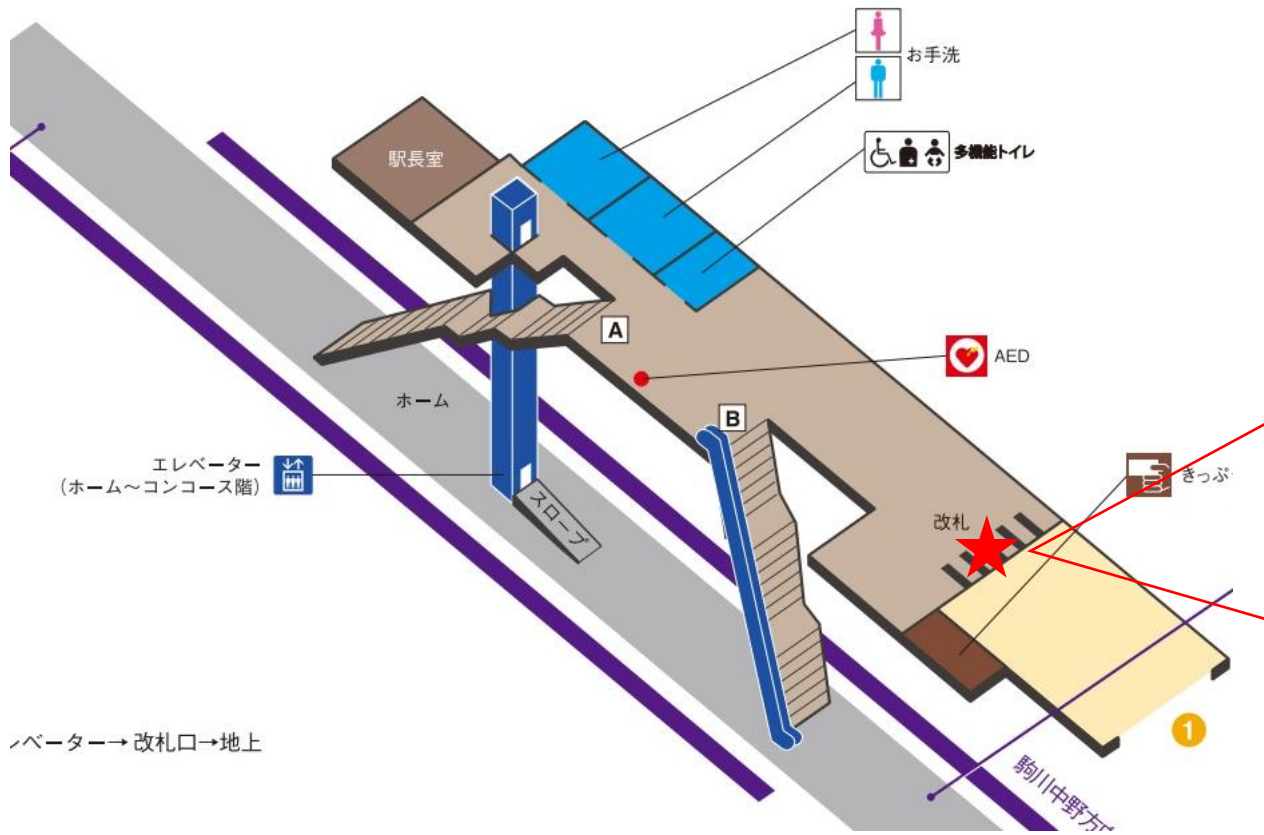 お手洗
多機能トイレ
駅長室
A
AED
B
ホーム
エレベーター
(ホーム〜コンコース階)
スロープ
きっぷ
改札
ベーター→ 改札口→地上
1
駒川中野方